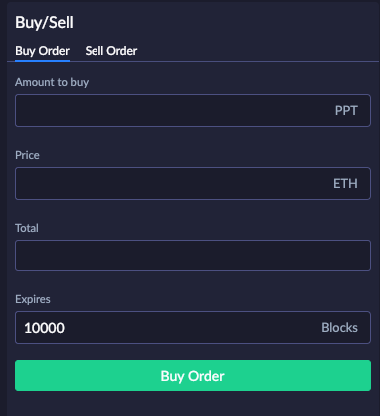 Buy/Sell
Buy Order Sell Order
Amount to buy
PPT
Price
ETH
Total
Expires
10000 Blocks
Buy Order